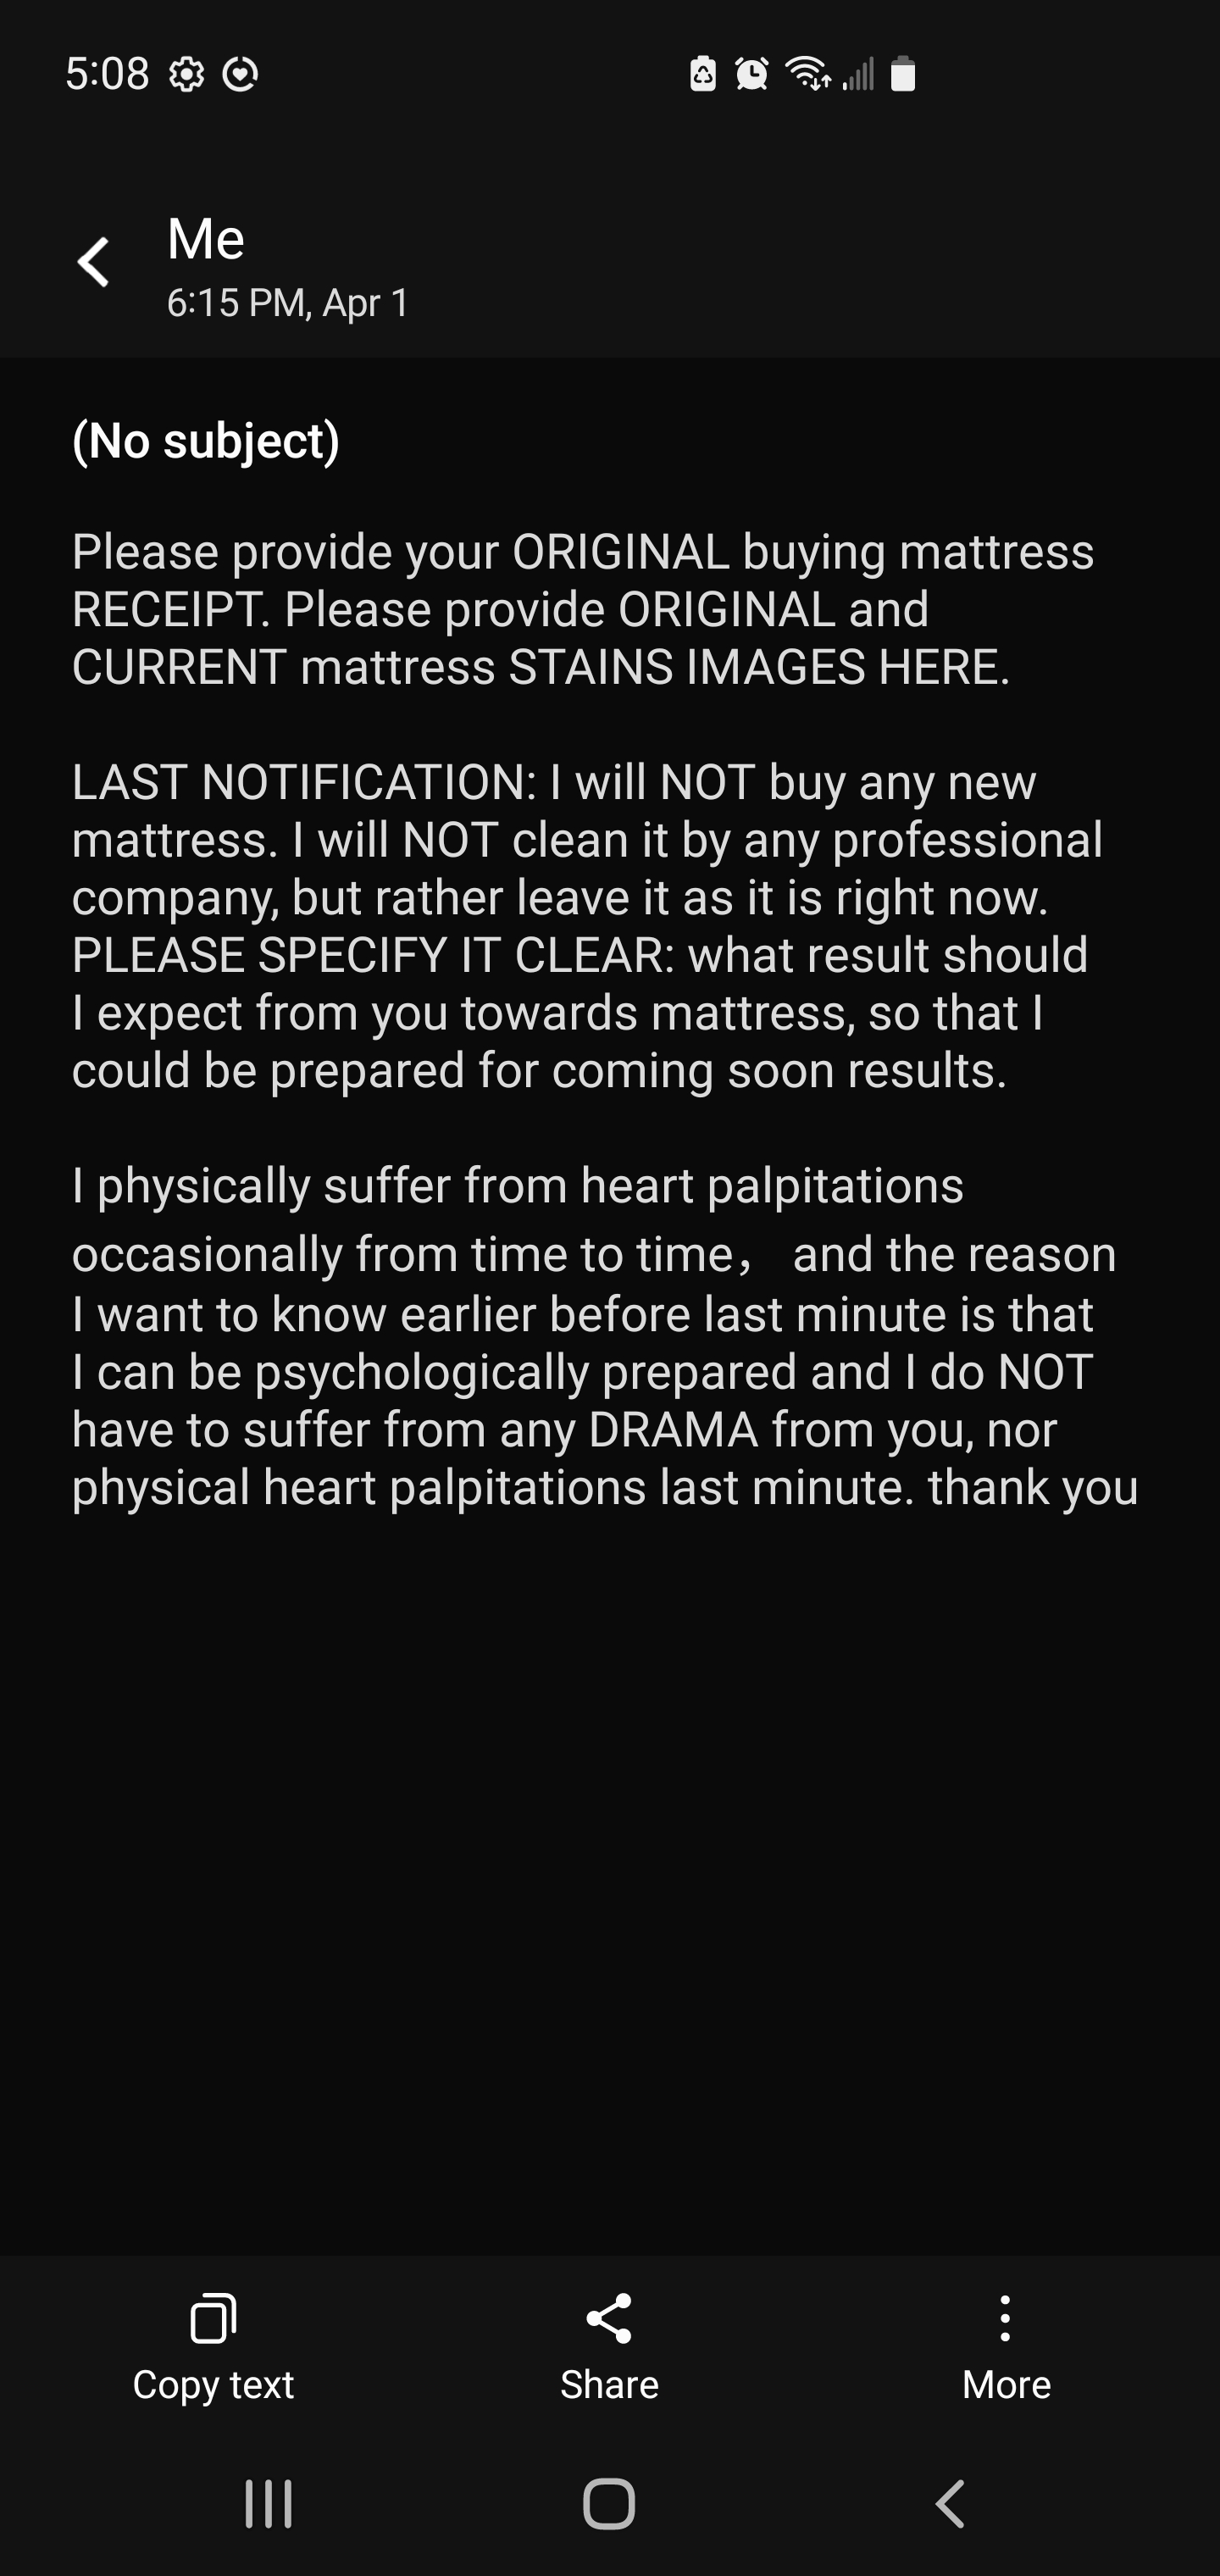 5:08
Me
6:15 PM, Apr 1
(No subject)
Please provide your ORIGINAL buying mattress
RECEIPT. Please provide ORIGINAL and
CURRENT mattress STAINS IMAGES HERE.
LAST NOTIFICATION: I will NOT buy any new
mattress. I will NOT clean it by any professional
company, but rather leave it as it is right now.
PLEASE SPECIFY IT CLEAR: what result should
I expect from you towards mattress, so that I
could be prepared for coming soon results.
I physically suffer from heart palpitations
occasionally from time to time， and the reason
I want to know earlier before last minute is that
I can be psychologically prepared and I do NOT
have to suffer from any DRAMA from you, nor
physical heart palpitations last minute. thank you
Copy text
Share
More